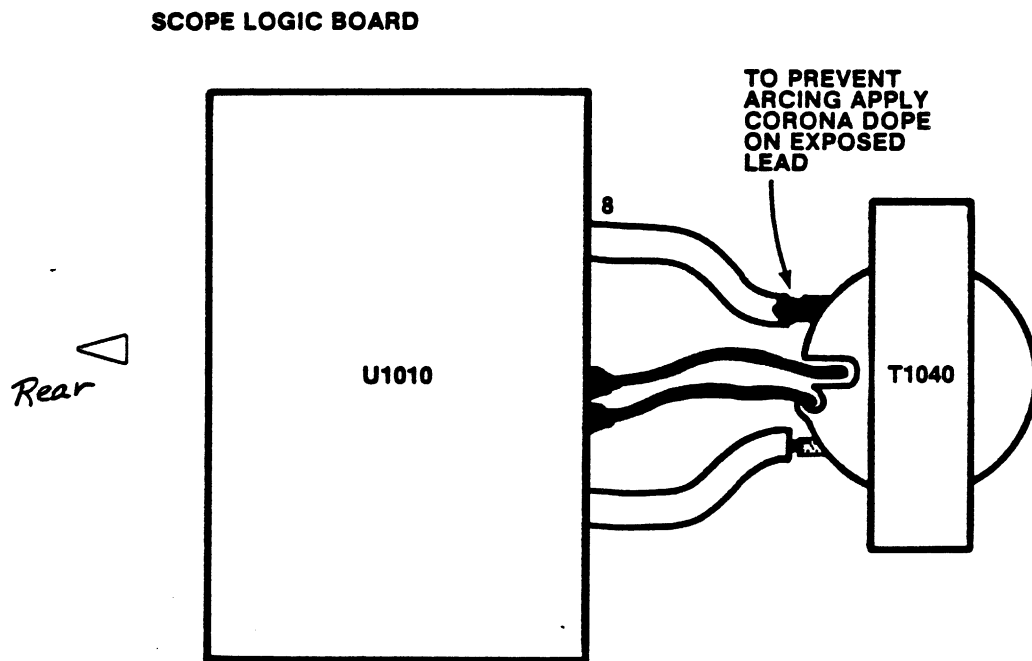 SCOPE LOGIC BOARD
TO PREVENT
ARCING APPLY
CORONA DOPE
ON EXPOSED
LEAD
8
Rear
U1010
T1040